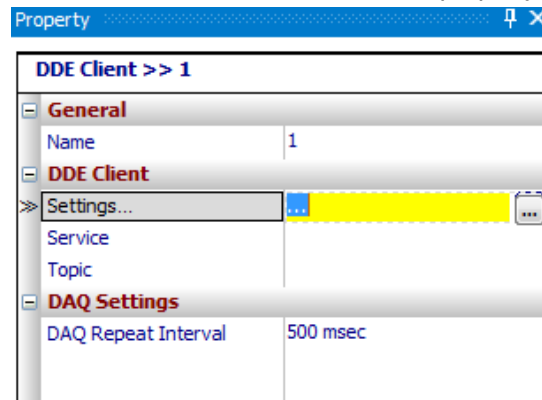 Property
DDE Client >> 1
General
Name 1
DDE Client
Settings... ... ...
Service
Topic
DAQ Settings
DAQ Repeat Interval 500 msec